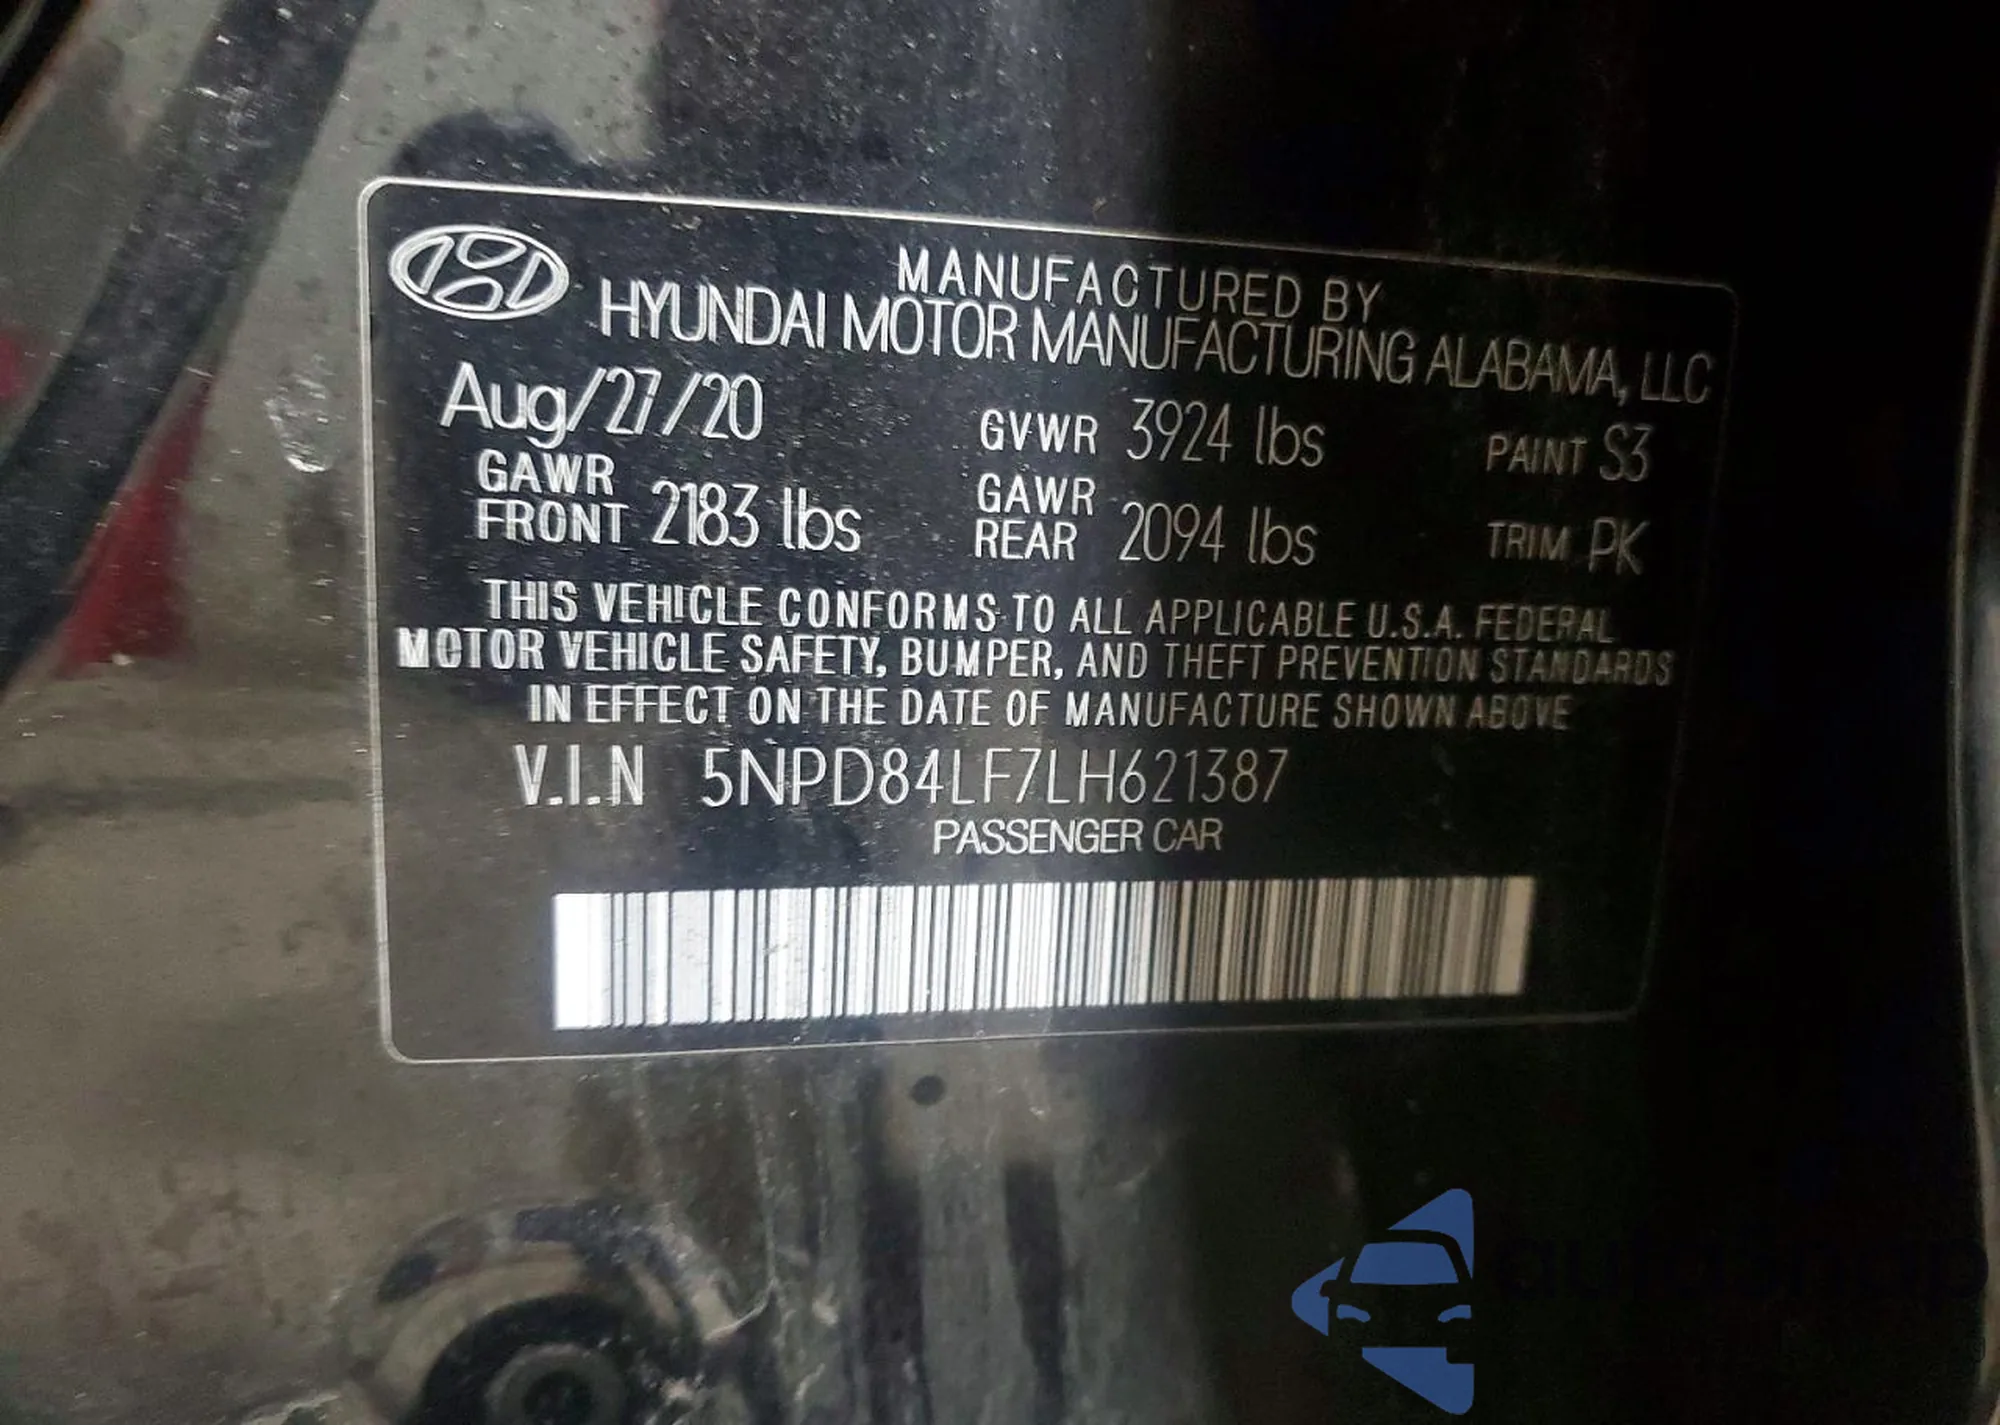 MANUFACTURED BY
HYUNDAI MOTOR MANUFACTURING ALABAMA, LLC
Aug/27/20 GVWR 3924 lbs PAINT S3
GAWR FRONT 2183 lbs GAWR REAR 2094 lbs TRIM PK
THIS VEHICLE CONFORMS TO ALL APPLICABLE U.S.A. FEDERAL
MOTOR VEHICLE SAFETY, BUMPER, AND THEFT PREVENTION STANDARDS
IN EFFECT ON THE DATE OF MANUFACTURE SHOWN ABOVE
V.I.N 5NPD84LF7LH621387
PASSENGER CAR